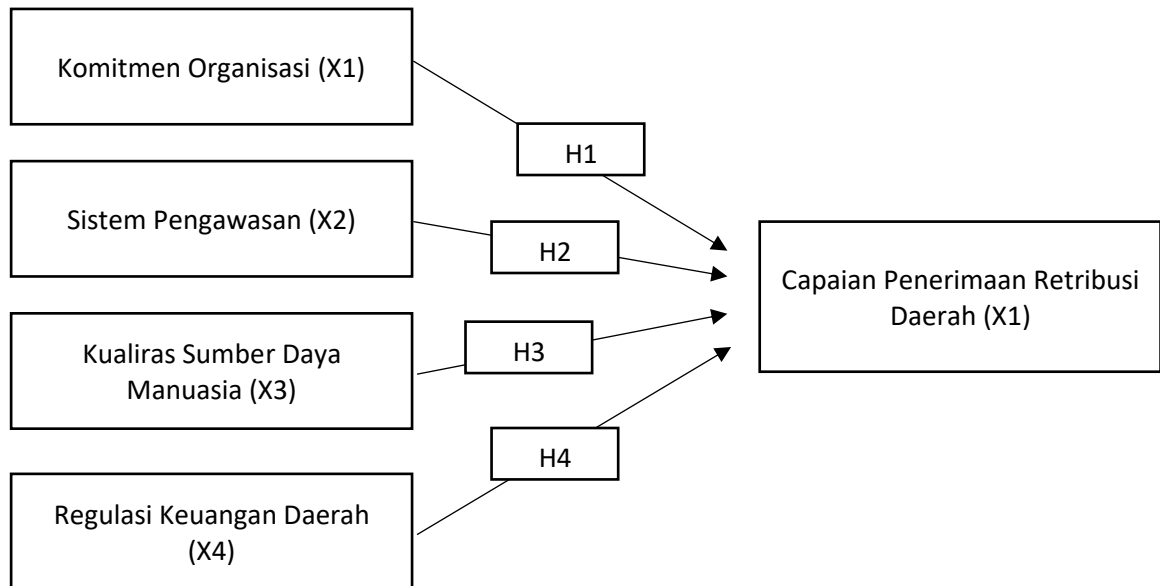 Komitmen Organisasi (X1)
H1
Sistem Pengawasan (X2)
H2
Capaian Penerimaan Retribusi
Daerah (X1)
Kualiras Sumber Daya
Manuasia (X3)
H3
H4
Regulasi Keuangan Daerah
(X4)